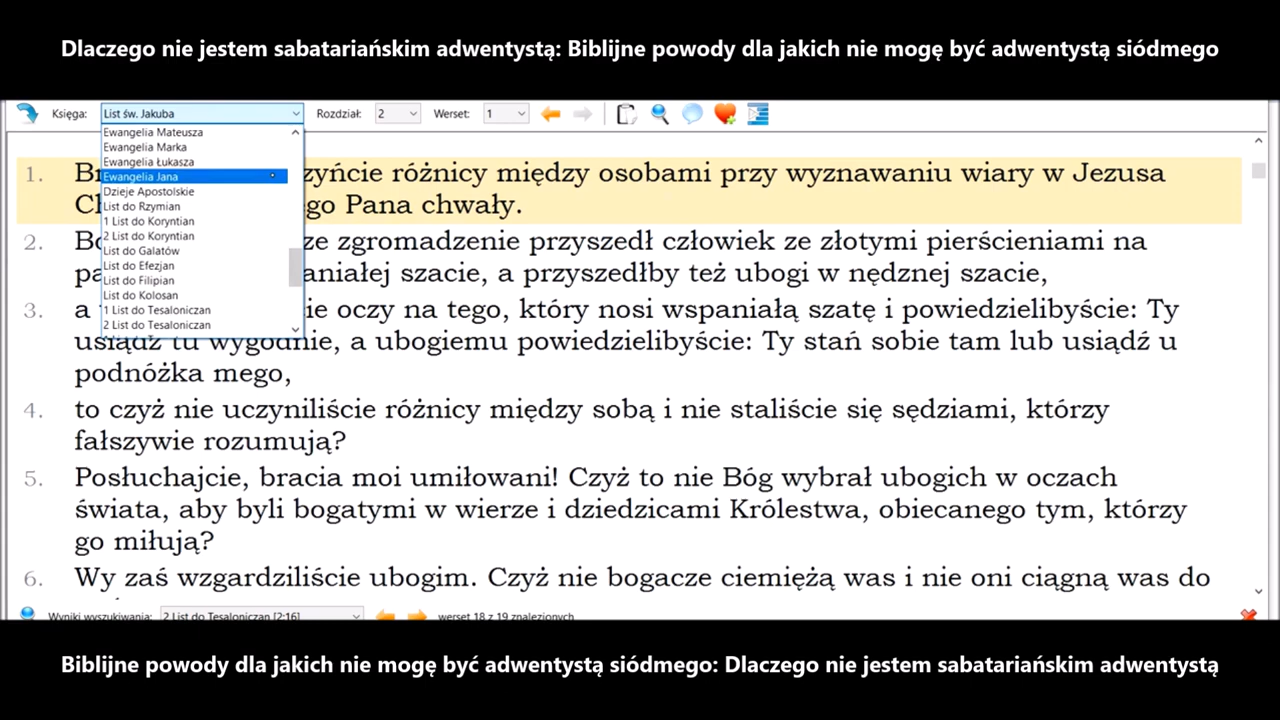 Dlaczego nie jestem sabatariańskim adwentystą: Biblijne powody dla jakich nie mogę być adwentystą siódmego
Księga: List św. Jakuba Rozdział: 2 Werset: 1
Ewangelia Mateusza
Ewangelia Marka
Ewangelia Łukasza
Ewangelia Jana
Dzieje Apostolskie
List do Rzymian
1 List do Koryntian
2 List do Koryntian
List do Galatów
List do Efezjan
List do Filipian
List do Kolosan
1 List do Tesaloniczan
2 List do Tesaloniczan
1. różnicy między osobami przy wyznawaniu wiary w Jezusa
Pana chwały.
2. zgromadzenie przyszedł człowiek ze złotymi pierścieniami na
szacie, a przyszedłby też ubogi w nędznej szacie,
3. a oczy na tego, który nosi wspaniałą szatę i powiedzielibyście: Ty
usiądź tu wygodnie, a ubogiemu powiedzielibyście: Ty stań sobie tam lub usiądź u
podnóżka mego,
4. to czyż nie uczyniliście różnicy między sobą i nie staliście się sędziami, którzy
fałszywie rozumują?
5. Posłuchajcie, bracia moi umiłowani! Czyż to nie Bóg wybrał ubogich w oczach
świata, aby byli bogatymi w wierze i dziedzicami Królestwa, obiecanego tym, którzy
go miłują?
6. Wy zaś wzgardziliście ubogim. Czyż nie bogacze ciemiężą was i nie oni ciągną was do
Wyniki wyszukiwania: 2 List do Tesaloniczan [2:16] werset 18 z 19 znalezionych
Biblijne powody dla jakich nie mogę być adwentystą siódmego: Dlaczego nie jestem sabatariańskim adwentystą